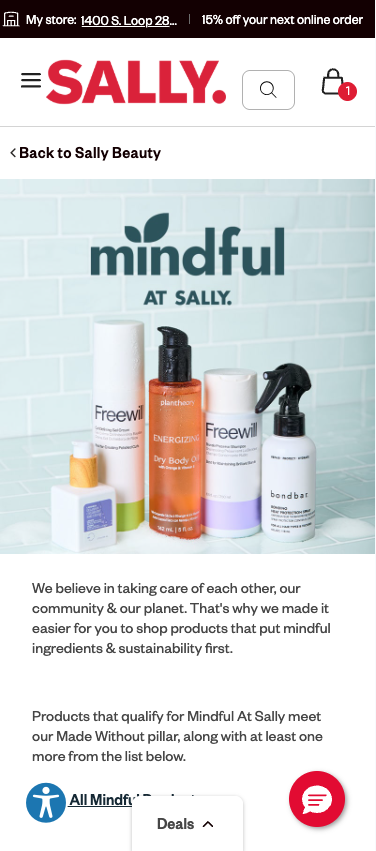 My store: 1400 S. Loop 28... 15% off your next online order
SALLY.
1
Back to Sally Beauty
mindful
AT SALLY.
Freewill
plantheory
ENERGIZING
Dry Body Oil
Freewill
bondbar
We believe in taking care of each other, our
community & our planet. That's why we made it
easier for you to shop products that put mindful
ingredients & sustainability first.
Products that qualify for Mindful At Sally meet
our Made Without pillar, along with at least one
more from the list below.
All Mindful
Deals